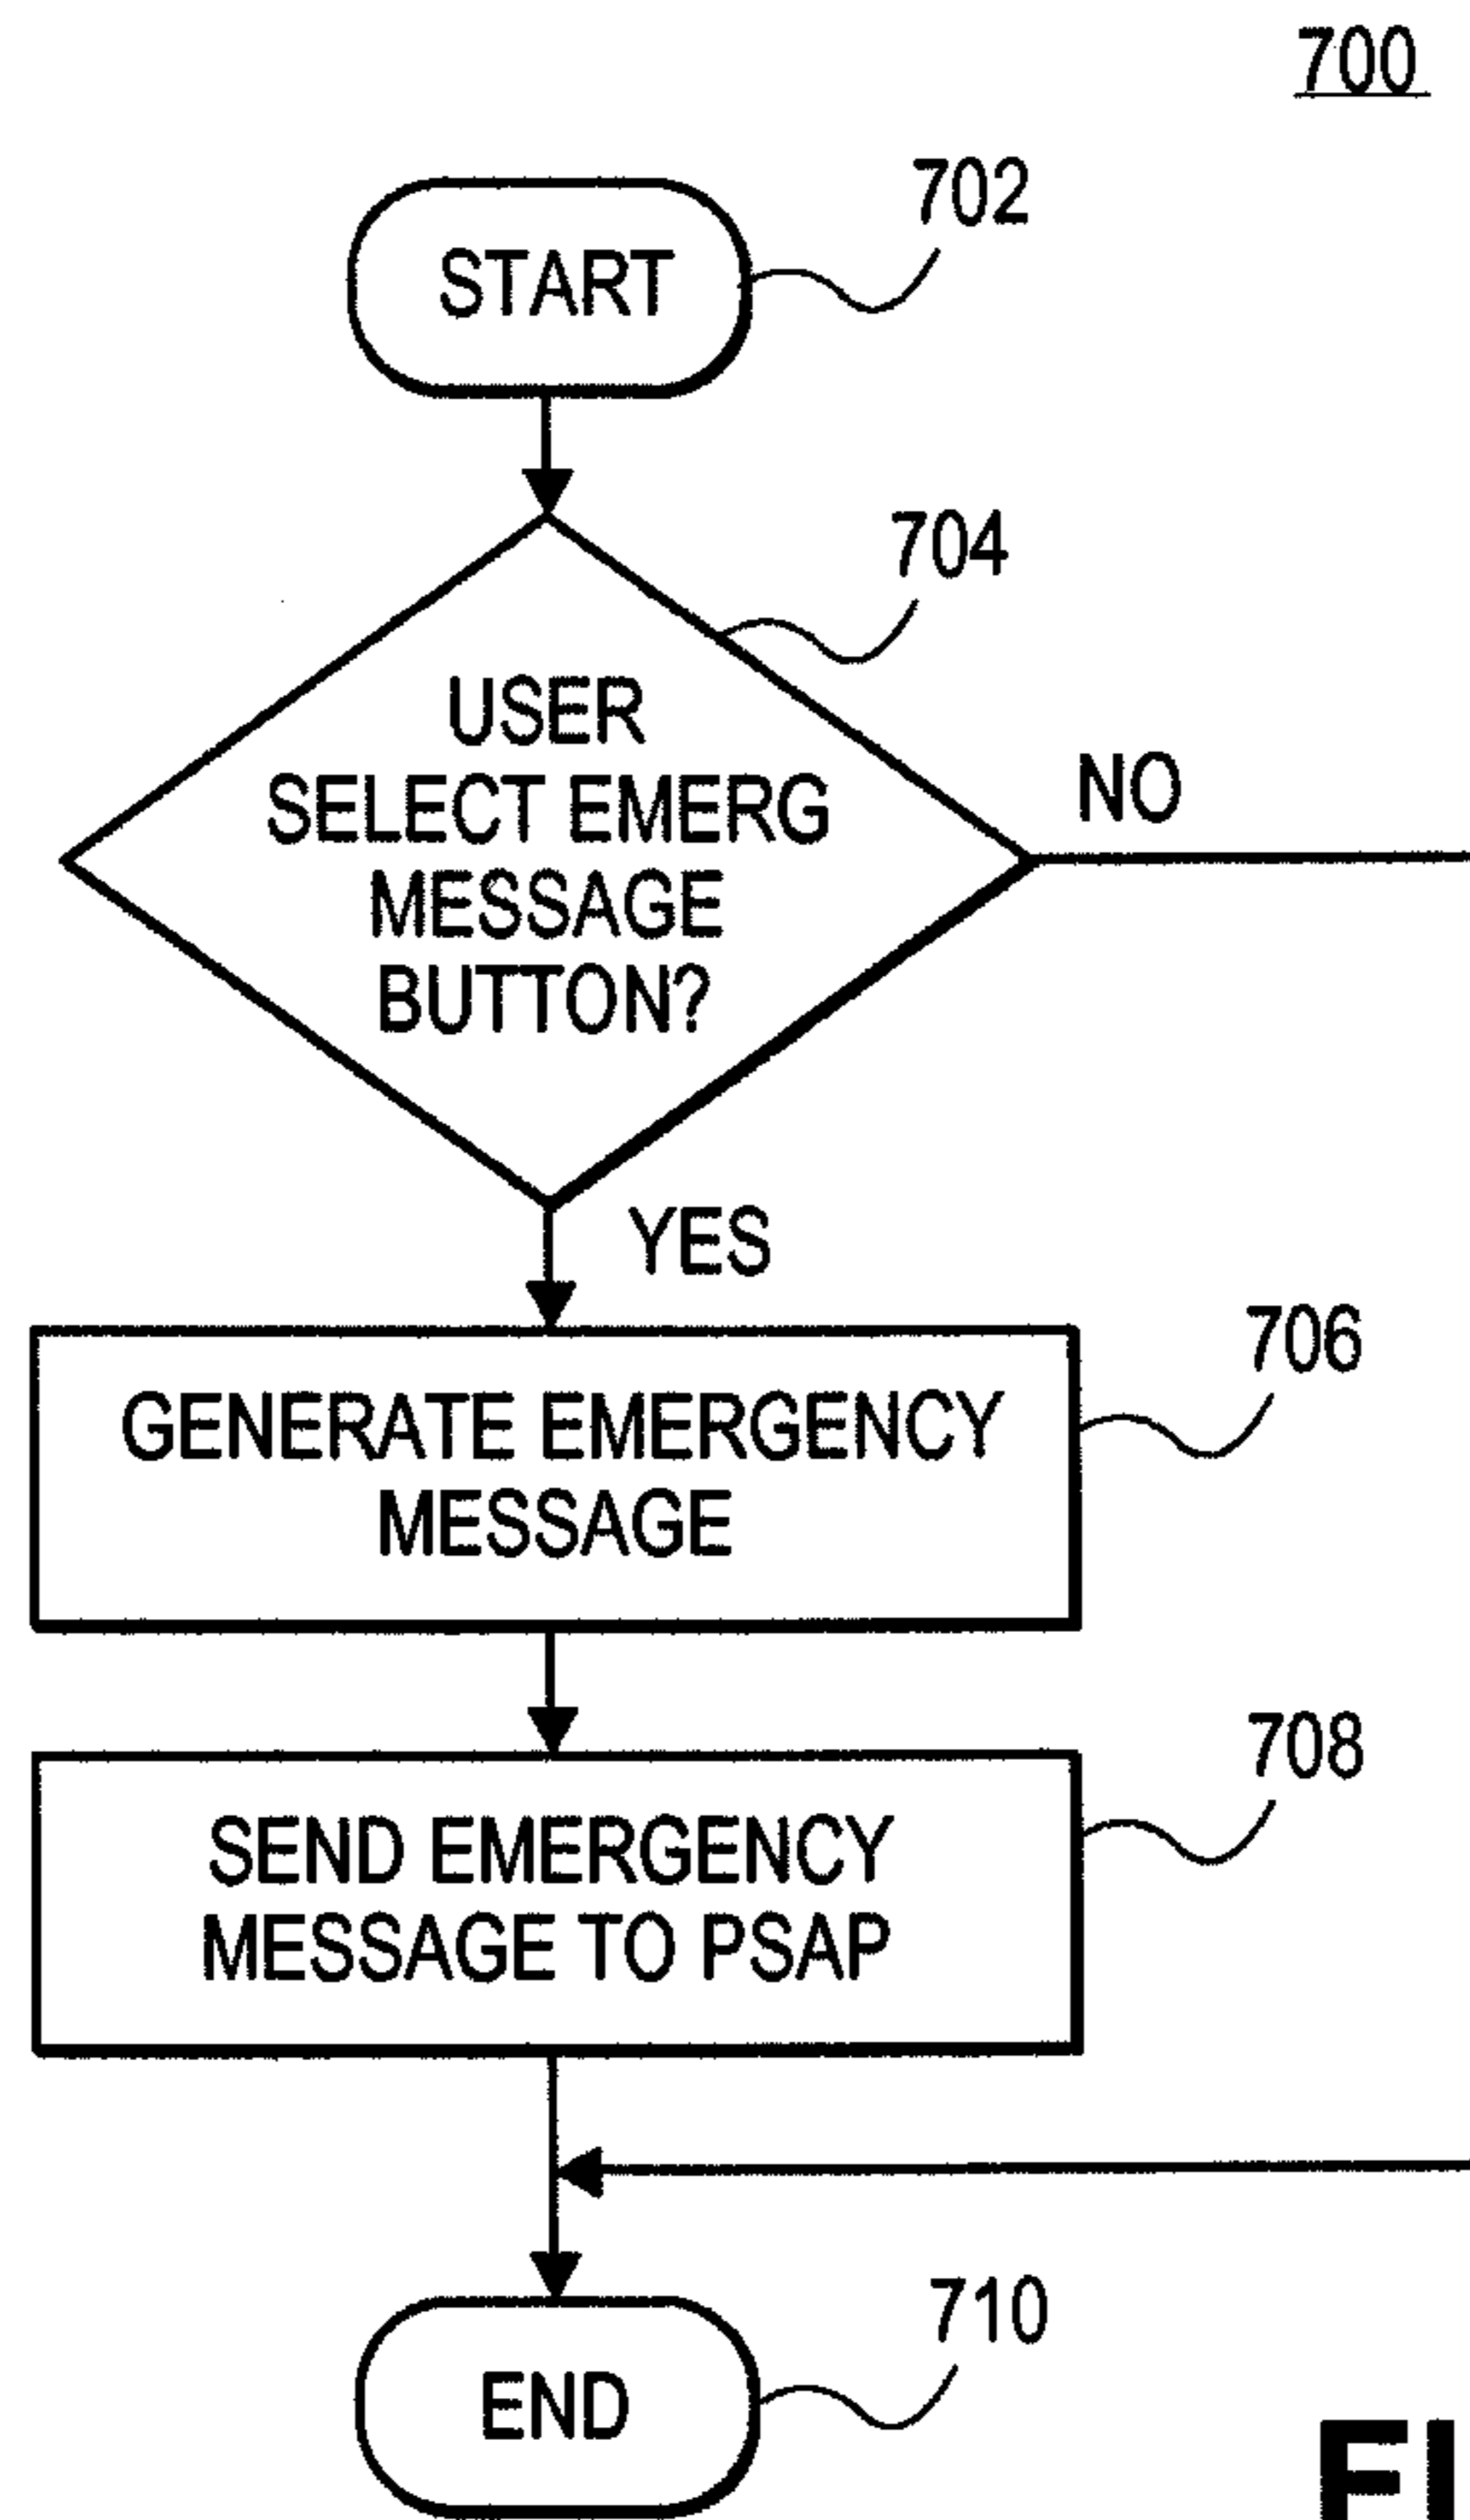 700
702
START
704
USER
SELECT EMERG
MESSAGE
BUTTON?
NO
YES
706
GENERATE EMERGENCY
MESSAGE
708
SEND EMERGENCY
MESSAGE TO PSAP
710
END